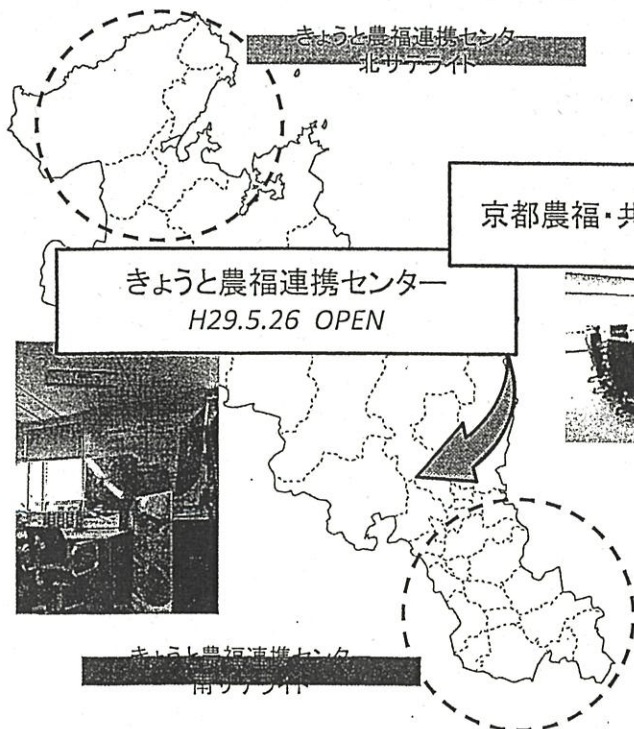 きょうと農福連携センター
北サテライト
京都農福・共
きょうと農福連携センター
H29.5.26 OPEN
きょうと農福連携センタ
南サテライト